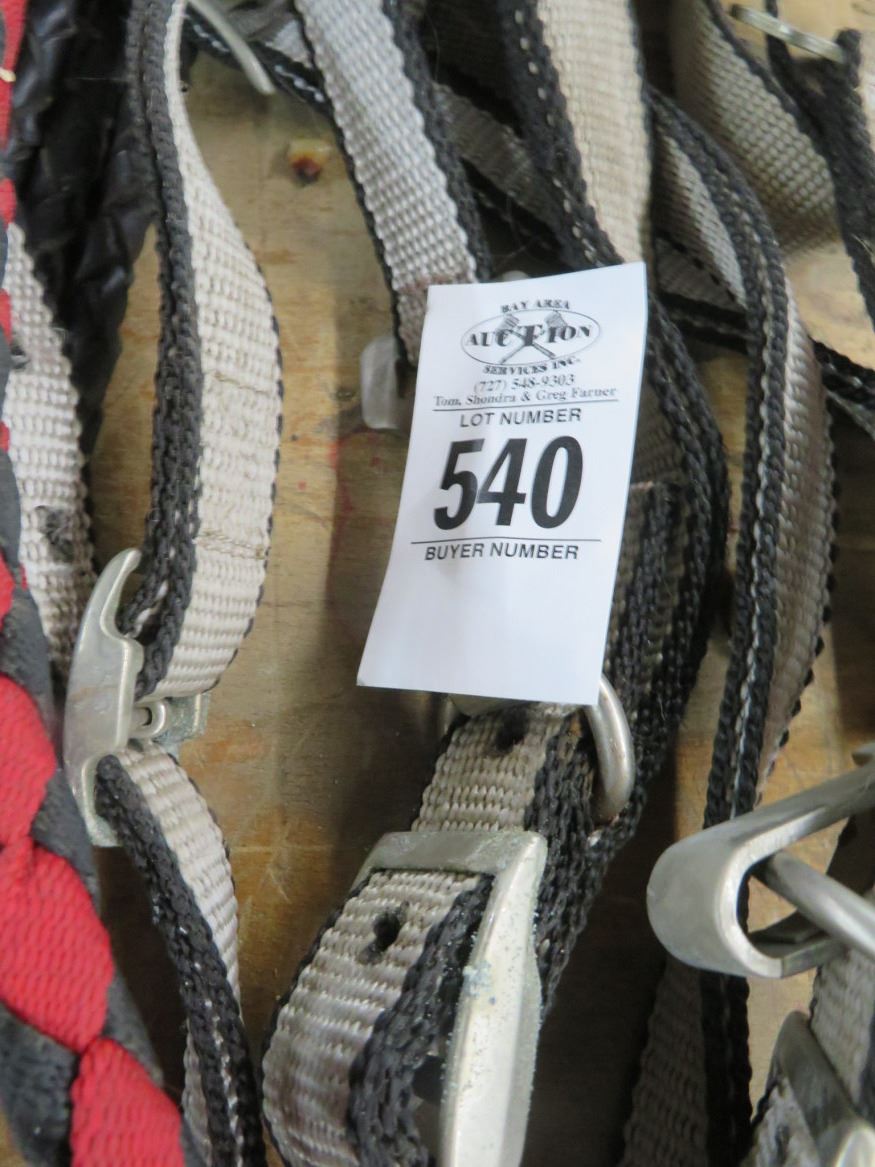 BAY AREA
AUCTION
SERVICES INC.
(727) 548-9303
Tom, Shondra & Greg Farner
LOT NUMBER
540
BUYER NUMBER